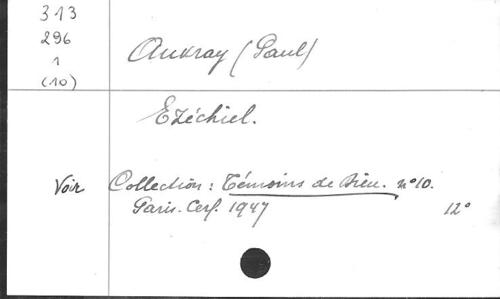 313
296
1
(10)
Auvray (Paul)
Ezéchiel.
Voir Collection : Témoins de Dieu. n° 10.
Paris. Cerf. 1947 12°